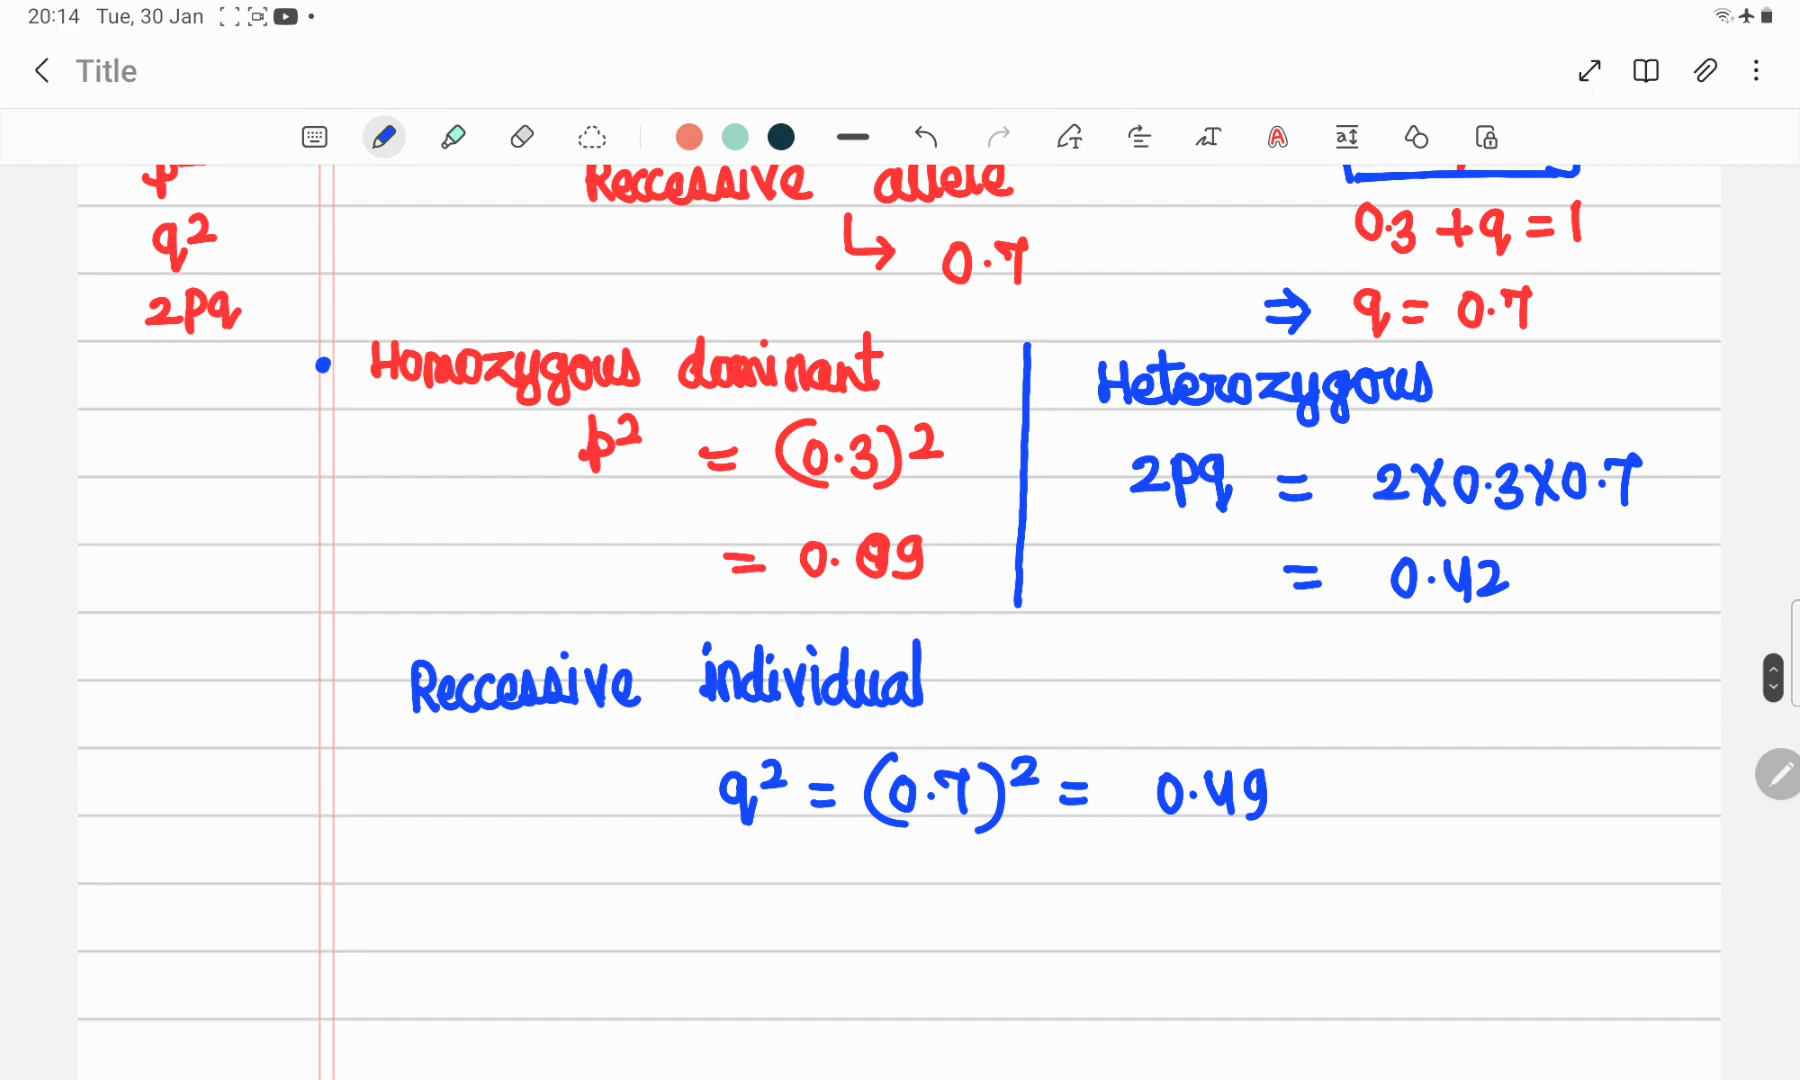 20:14 Tue, 30 Jan
Title
Reccessive allele
q²
0.3 + q = 1
↳ 0.7
2pq
⇒ q = 0.7
• Homozygous dominant
Heterozygous
p² = (0.3)²
2pq = 2×0.3×0.7
= 0.09
= 0.42
Reccessive individual
q² = (0.7)² = 0.49